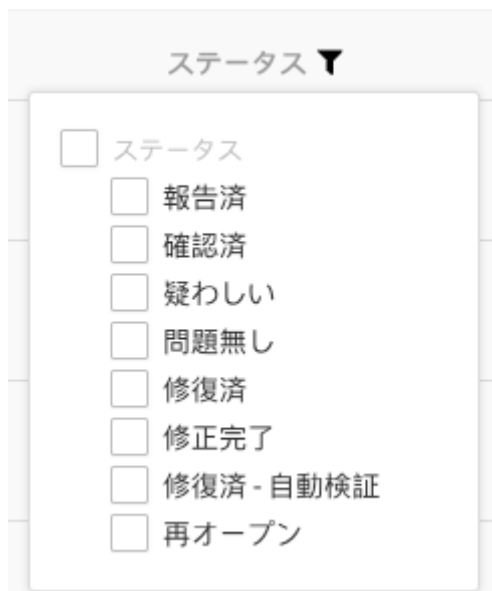 ステータス
ステータス
報告済
確認済
疑わしい
問題無し
修復済
修正完了
修復済 - 自動検証
再オープン